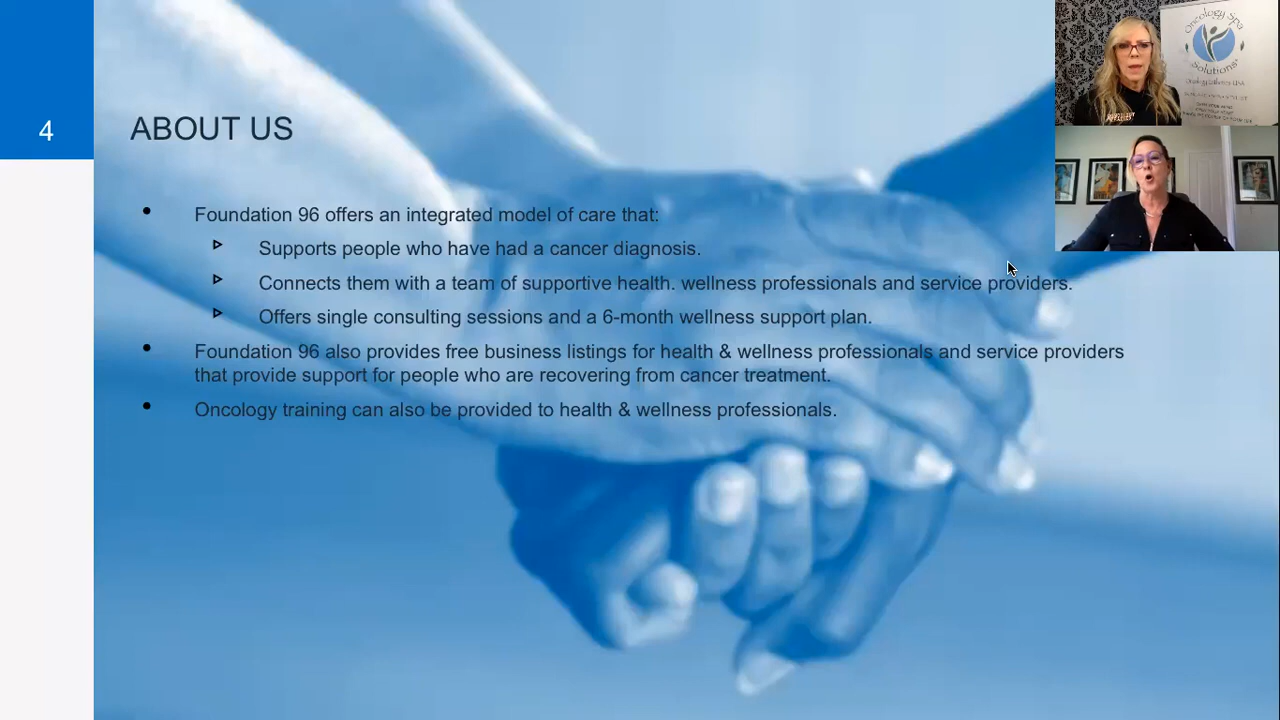 4
ABOUT US
Foundation 96 offers an integrated model of care that:
Supports people who have had a cancer diagnosis.
Connects them with a team of supportive health. wellness professionals and service providers.
Offers single consulting sessions and a 6-month wellness support plan.
Foundation 96 also provides free business listings for health & wellness professionals and service providers
that provide support for people who are recovering from cancer treatment.
Oncology training can also be provided to health & wellness professionals.
Oncology Spa
Solutions